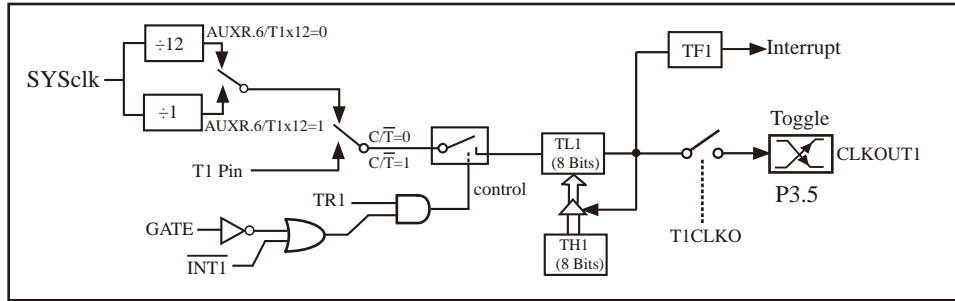 ÷12
AUXR.6/T1x12=0
SYSclk
÷1
AUXR.6/T1x12=1
T1 Pin
C/T̅=0
C/T̅=1
control
TR1
GATE
I̅N̅T̅1̅
TL1
(8 Bits)
TH1
(8 Bits)
TF1
Interrupt
Toggle
CLKOUT1
P3.5
T1CLKO